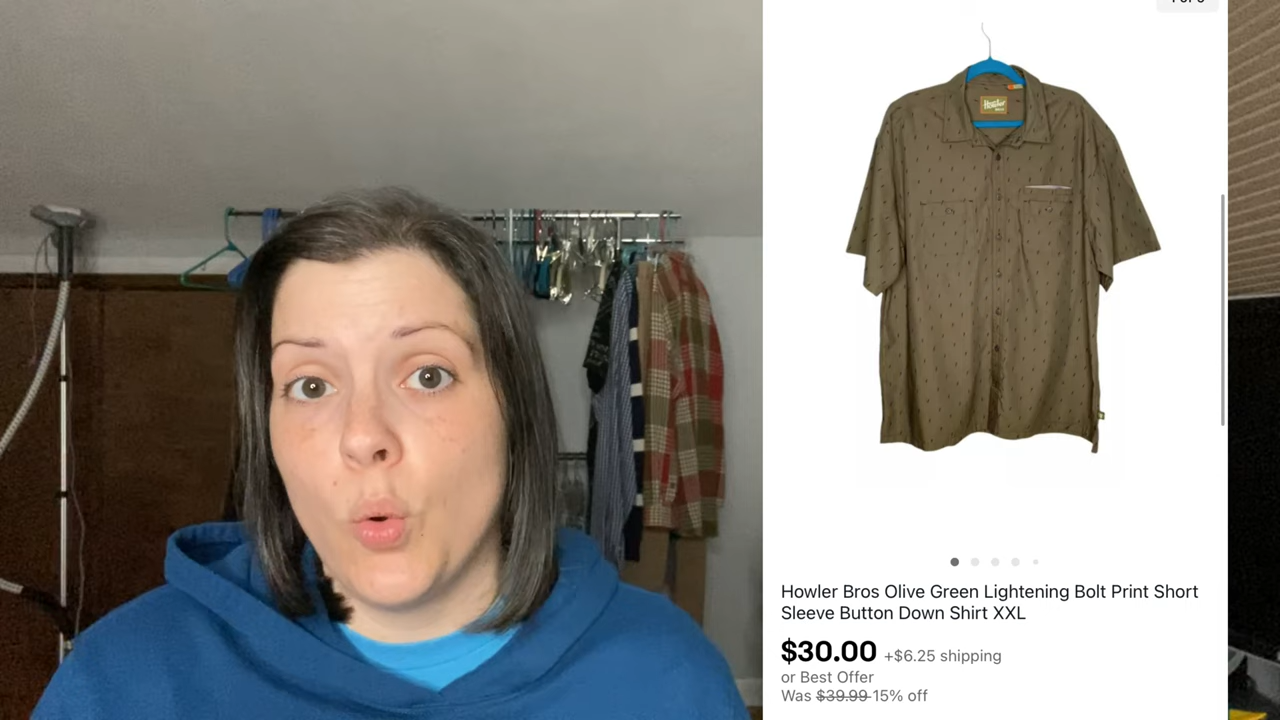 Howler
Howler Bros Olive Green Lightening Bolt Print Short
Sleeve Button Down Shirt XXL
$30.00 +$6.25 shipping
or Best Offer
Was $39.99 15% off